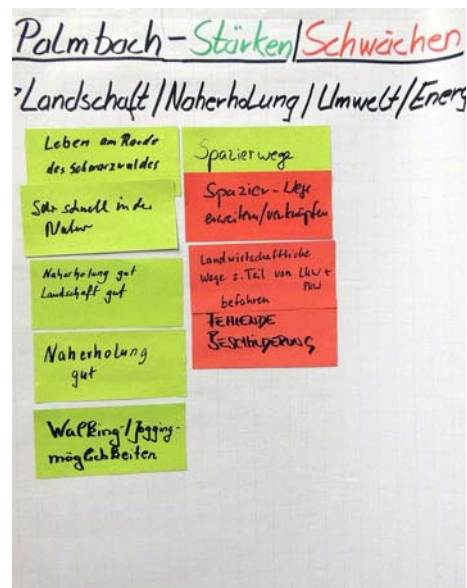 Palmbach-Stärken/Schwächen
Landschaft/Naherholung/Umwelt/Energ
Leben am Rande
des Schwarzwaldes
Sehr schnell in der
Natur
Naherholung gut
Landschaft gut
Naherholung
gut
Walking-/Jogging-
möglichkeiten
Spazierwege
Spazier-Wege
erweitern/verknüpfen
Landwirtschaftliche
Wege z. Teil von LKW +
PKW
befahren
FEHLENDE
BESCHILDERUNG